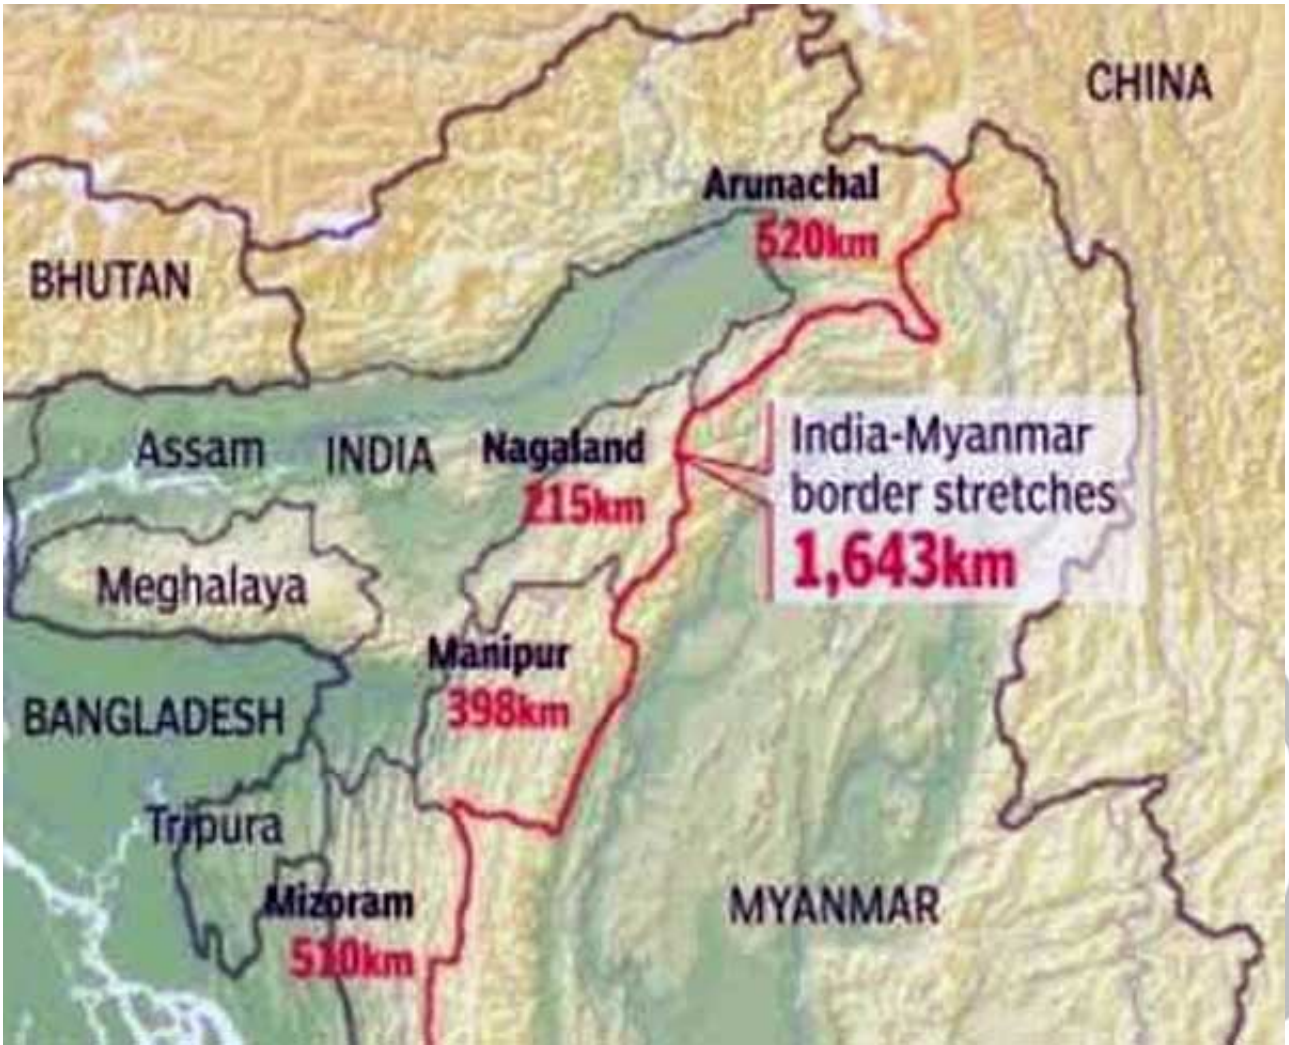 CHINA
Arunachal
520km
BHUTAN
Assam
INDIA
Nagaland
215km
India-Myanmar
border stretches
1,643km
Meghalaya
Manipur
398km
BANGLADESH
Tripura
Mizoram
510km
MYANMAR